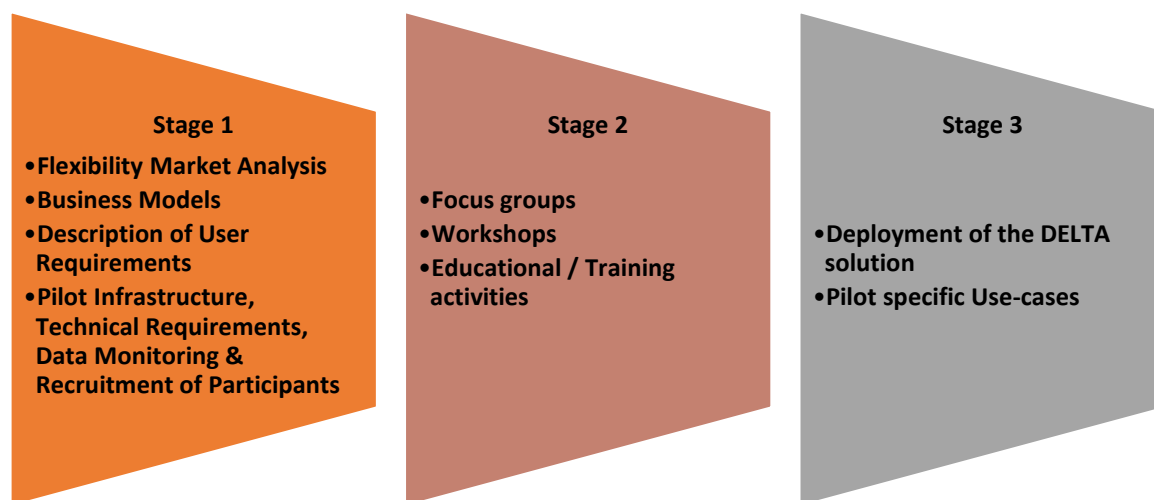 Stage 1
•Flexibility Market Analysis
•Business Models
•Description of User
Requirements
•Pilot Infrastructure,
Technical Requirements,
Data Monitoring &
Recruitment of Participants
Stage 2
•Focus groups
•Workshops
•Educational / Training
activities
Stage 3
•Deployment of the DELTA
solution
•Pilot specific Use-cases